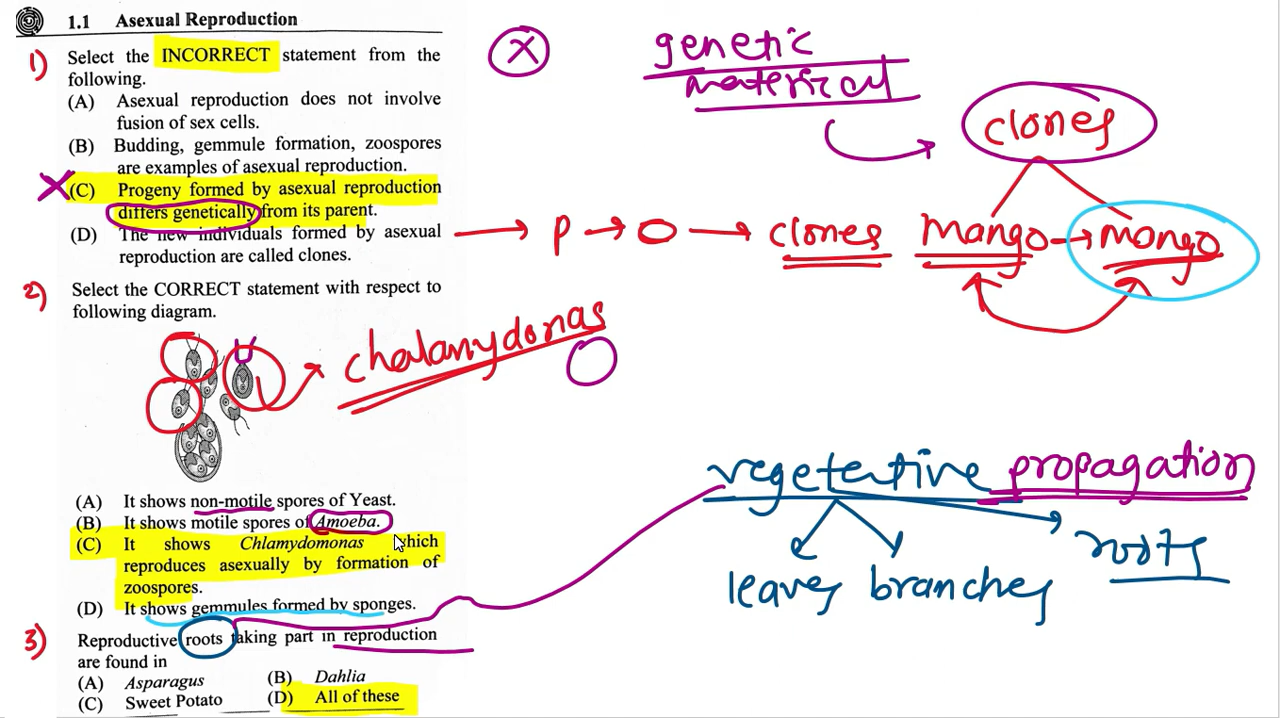 1.1 Asexual Reproduction
1)
Select the INCORRECT statement from the
following.
(A) Asexual reproduction does not involve
fusion of sex cells.
(B) Budding, gemmule formation, zoospores
are examples of asexual reproduction.
(C) Progeny formed by asexual reproduction
differs genetically from its parent.
(D) The new individuals formed by asexual
reproduction are called clones.
2)
Select the CORRECT statement with respect to
following diagram.
(A) It shows non-motile spores of Yeast.
(B) It shows motile spores of Amoeba.
(C) It shows Chlamydomonas which
reproduces asexually by formation of
zoospores.
(D) It shows gemmules formed by sponges.
3)
Reproductive roots taking part in reproduction
are found in
(A) Asparagus (B) Dahlia
(C) Sweet Potato (D) All of these
X
genetic
material
clones
P → O → clones mango → mango
chalamydonas
vegetertive propagation
leaves branches roots